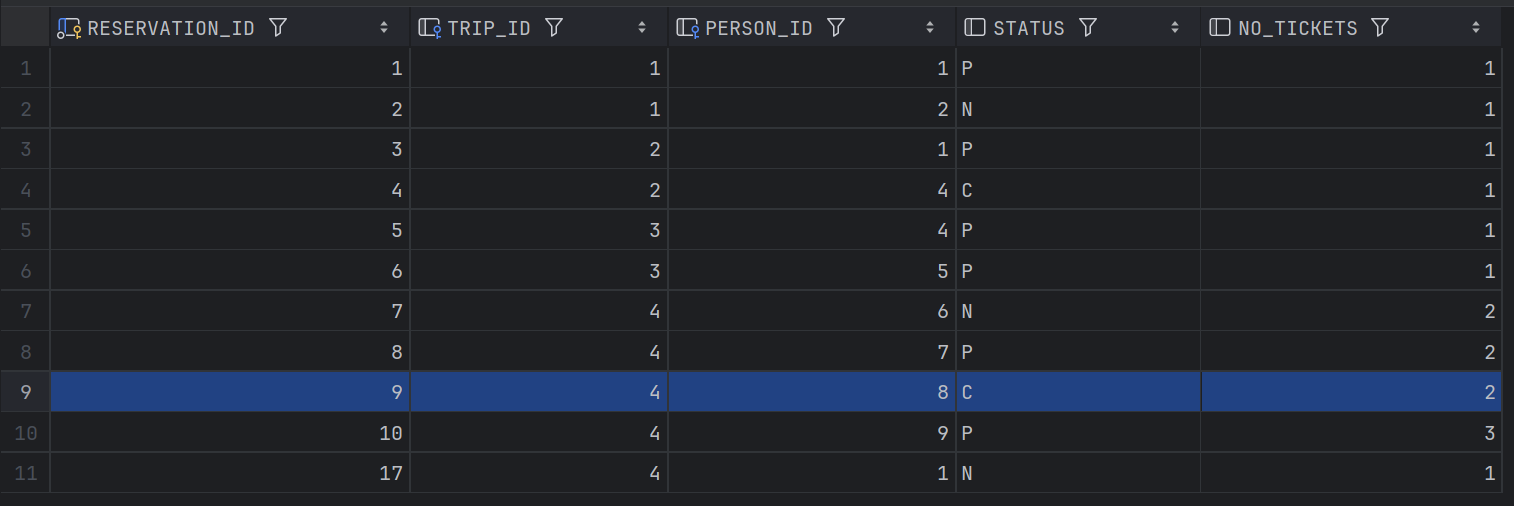 RESERVATION_ID TRIP_ID PERSON_ID STATUS NO_TICKETS
1 1 1 1 P 1
2 2 1 2 N 1
3 3 2 1 P 1
4 4 2 4 C 1
5 5 3 4 P 1
6 6 3 5 P 1
7 7 4 6 N 2
8 8 4 7 P 2
9 9 4 8 C 2
10 10 4 9 P 3
11 17 4 1 N 1